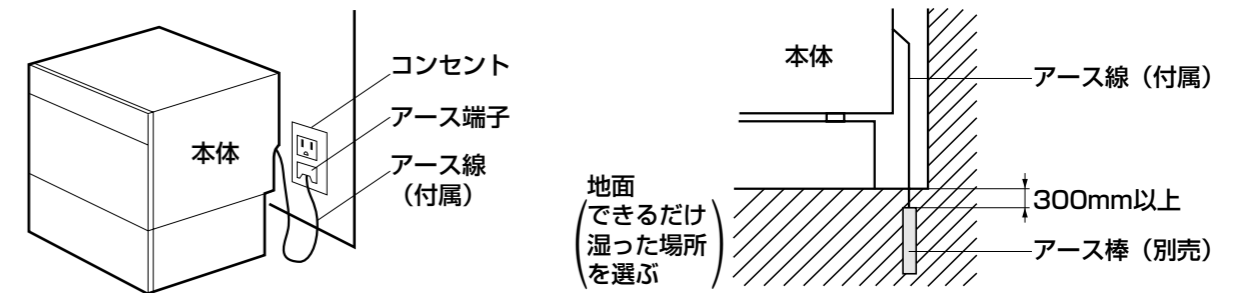 コンセント
アース端子
アース線
（付属）
本体
本体
アース線（付属）
地面
できるだけ
湿った場所
を選ぶ
300mm以上
アース棒（別売）